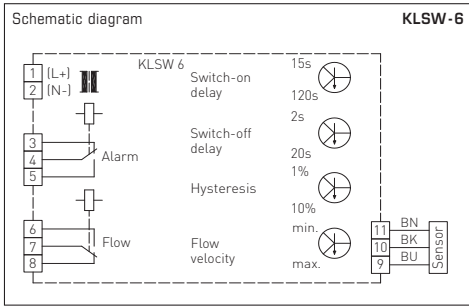 Schematic diagram KLSW-6
KLSW 6
1 (L+)
2 (N-)
Switch-on
delay
15s
120s
3
4
5
Alarm
Switch-off
delay
2s
20s
Hysteresis
1%
10%
6
7
8
Flow
Flow
velocity
min.
max.
11 BN
10 BK
9 BU
Sensor